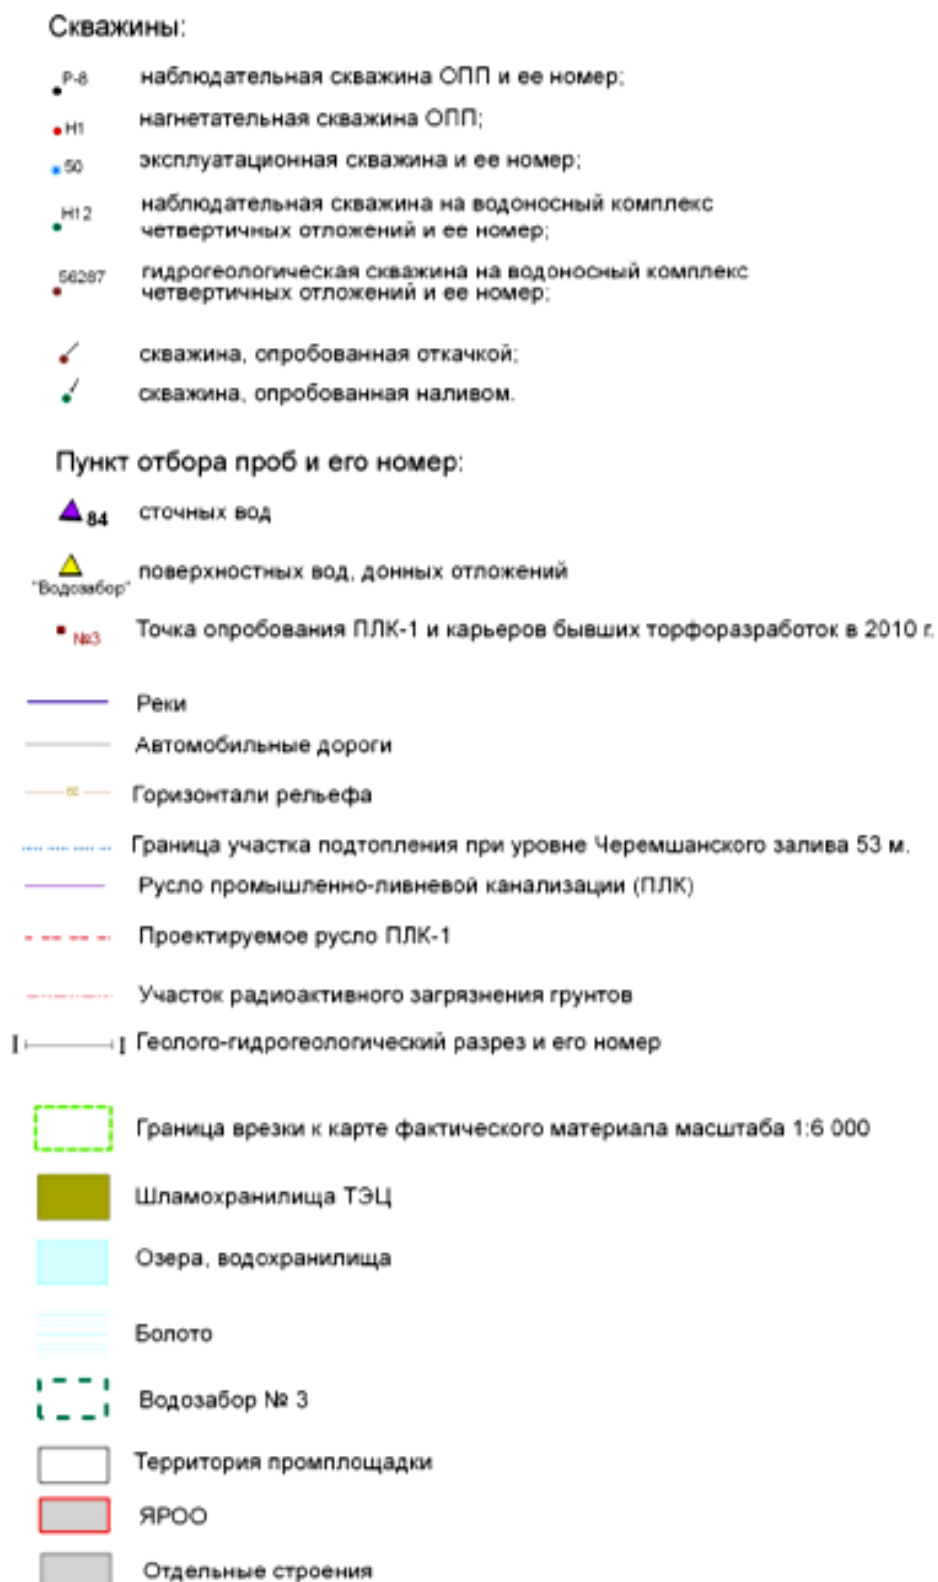 Скважины:
Р-8 наблюдательная скважина ОПП и ее номер;
Н1 нагнетательная скважина ОПП;
50 эксплуатационная скважина и ее номер;
Н12 наблюдательная скважина на водоносный комплекс
четвертичных отложений и ее номер;
56287 гидрогеологическая скважина на водоносный комплекс
четвертичных отложений и ее номер;
скважина, опробованная откачкой;
скважина, опробованная наливом.
Пункт отбора проб и его номер:
84 сточных вод
"Водозабор" поверхностных вод, донных отложений
№3 Точка опробования ПЛК-1 и карьеров бывших торфоразработок в 2010 г.
Реки
Автомобильные дороги
60 Горизонтали рельефа
Граница участка подтопления при уровне Черемшанского залива 53 м.
Русло промышленно-ливневой канализации (ПЛК)
Проектируемое русло ПЛК-1
Участок радиоактивного загрязнения грунтов
I I Геолого-гидрогеологический разрез и его номер
Граница врезки к карте фактического материала масштаба 1:6 000
Шламохранилища ТЭЦ
Озера, водохранилища
Болото
Водозабор № 3
Территория промплощадки
ЯРОО
Отдельные строения